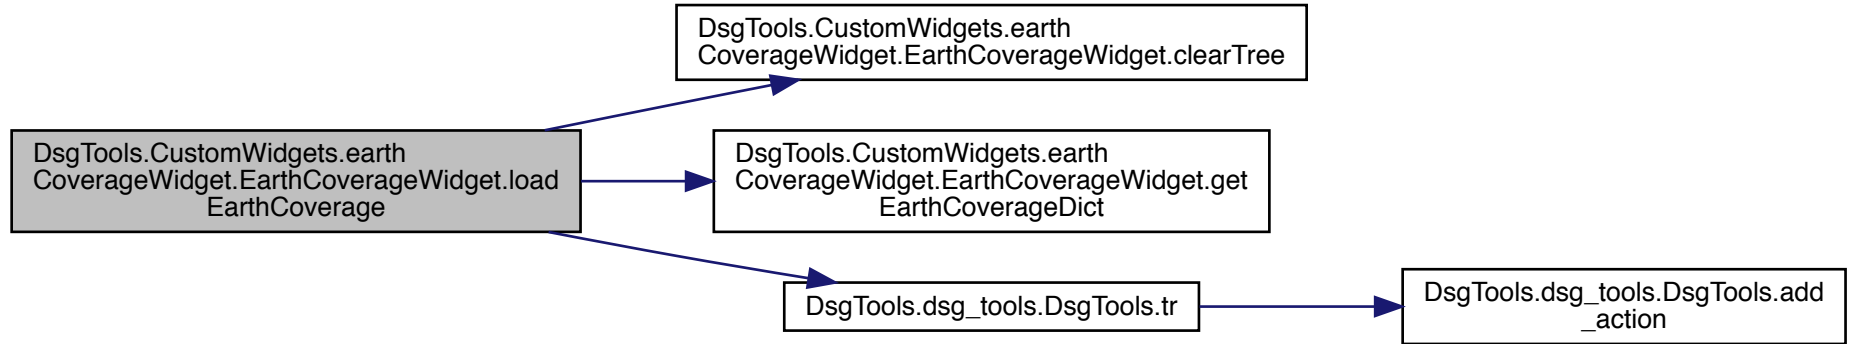 DsgTools.CustomWidgets.earth
CoverageWidget.EarthCoverageWidget.load
EarthCoverage
DsgTools.CustomWidgets.earth
CoverageWidget.EarthCoverageWidget.clearTree
DsgTools.CustomWidgets.earth
CoverageWidget.EarthCoverageWidget.get
EarthCoverageDict
DsgTools.dsg_tools.DsgTools.tr
DsgTools.dsg_tools.DsgTools.add
_action